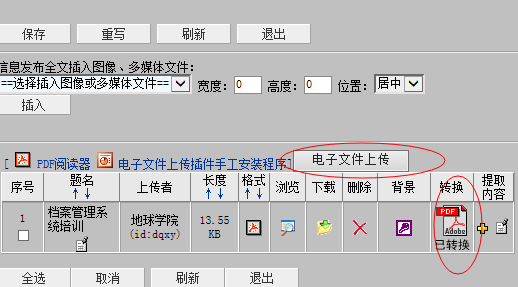 保存 重写 刷新 退出
信息发布全文插入图像、多媒体文件:
==选择插入图像或多媒体文件== 宽度: 0 高度: 0 位置: 居中
插入
[ PDF阅读器 电子文件上传插件手工安装程序] 电子文件上传
序号 题名 上传者 长度 格式 浏览 下载 删除 背景 转换 提取内容
↑↓ ↑↓ ↑↓
1 档案管理系统培训 地球学院 (id:dqxy) 13.55 KB PDF Adobe 已转换
全选 取消 刷新 退出